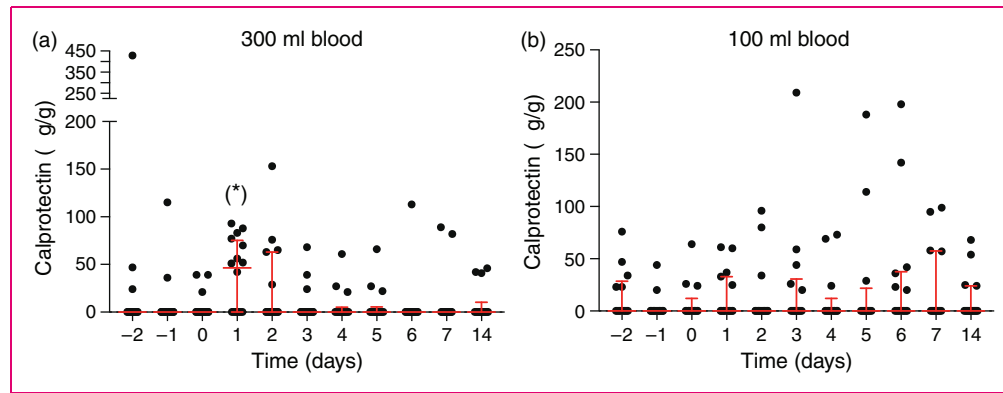 (a) 300 ml blood
450
350
250
200
150
100
50
0
Calprotectin ( g/g)
(*)
−2 −1 0 1 2 3 4 5 6 7 14
Time (days)
(b) 100 ml blood
250
200
150
100
50
0
Calprotectin ( g/g)
−2 −1 0 1 2 3 4 5 6 7 14
Time (days)